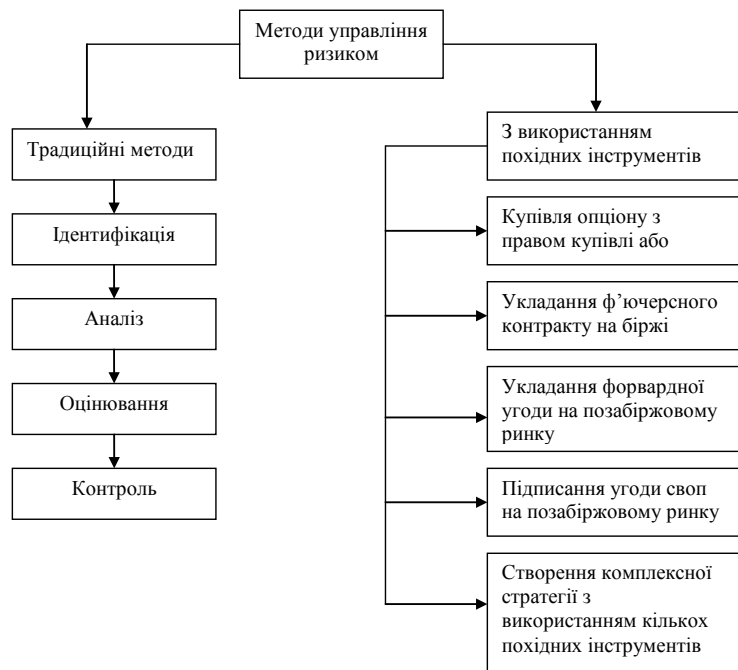 Методи управління
ризиком
Традиційні методи
Ідентифікація
Аналіз
Оцінювання
Контроль
З використанням
похідних інструментів
Купівля опціону з
правом купівлі або
Укладання ф’ючерсного
контракту на біржі
Укладання форвардної
угоди на позабіржовому
ринку
Підписання угоди своп
на позабіржовому ринку
Створення комплексної
стратегії з
використанням кількох
похідних інструментів